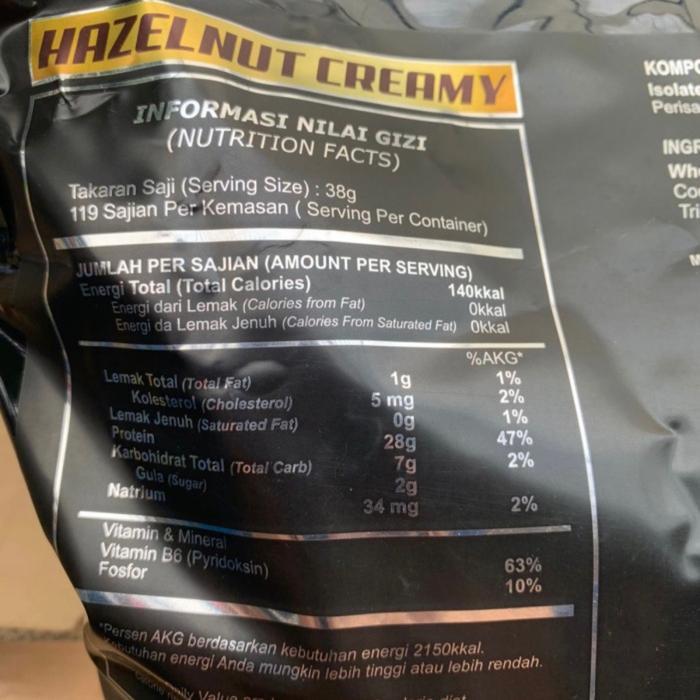 HAZELNUT CREAMY
INFORMASI NILAI GIZI
(NUTRITION FACTS)
Takaran Saji (Serving Size) : 38g
119 Sajian Per Kemasan ( Serving Per Container)
JUMLAH PER SAJIAN (AMOUNT PER SERVING)
Energi Total (Total Calories) 140kkal
Energi dari Lemak (Calories from Fat) 0kkal
Energi da Lemak Jenuh (Calories From Saturated Fat) 0kkal
%AKG*
Lemak Total (Total Fat) 1g 1%
Kolesterol (Cholesterol) 5 mg 2%
Lemak Jenuh (Saturated Fat) 0g 1%
Protein 28g 47%
Karbohidrat Total (Total Carb) 7g 2%
Gula (Sugar) 2g
Natrium 34 mg 2%
Vitamin & Mineral
Vitamin B6 (Pyridoksin) 63%
Fosfor 10%
*Persen AKG berdasarkan kebutuhan energi 2150kkal.
Kebutuhan energi Anda mungkin lebih tinggi atau lebih rendah.
Value
KOMPO
Isolate
Perisa
INGR
Whe
Co
Tri